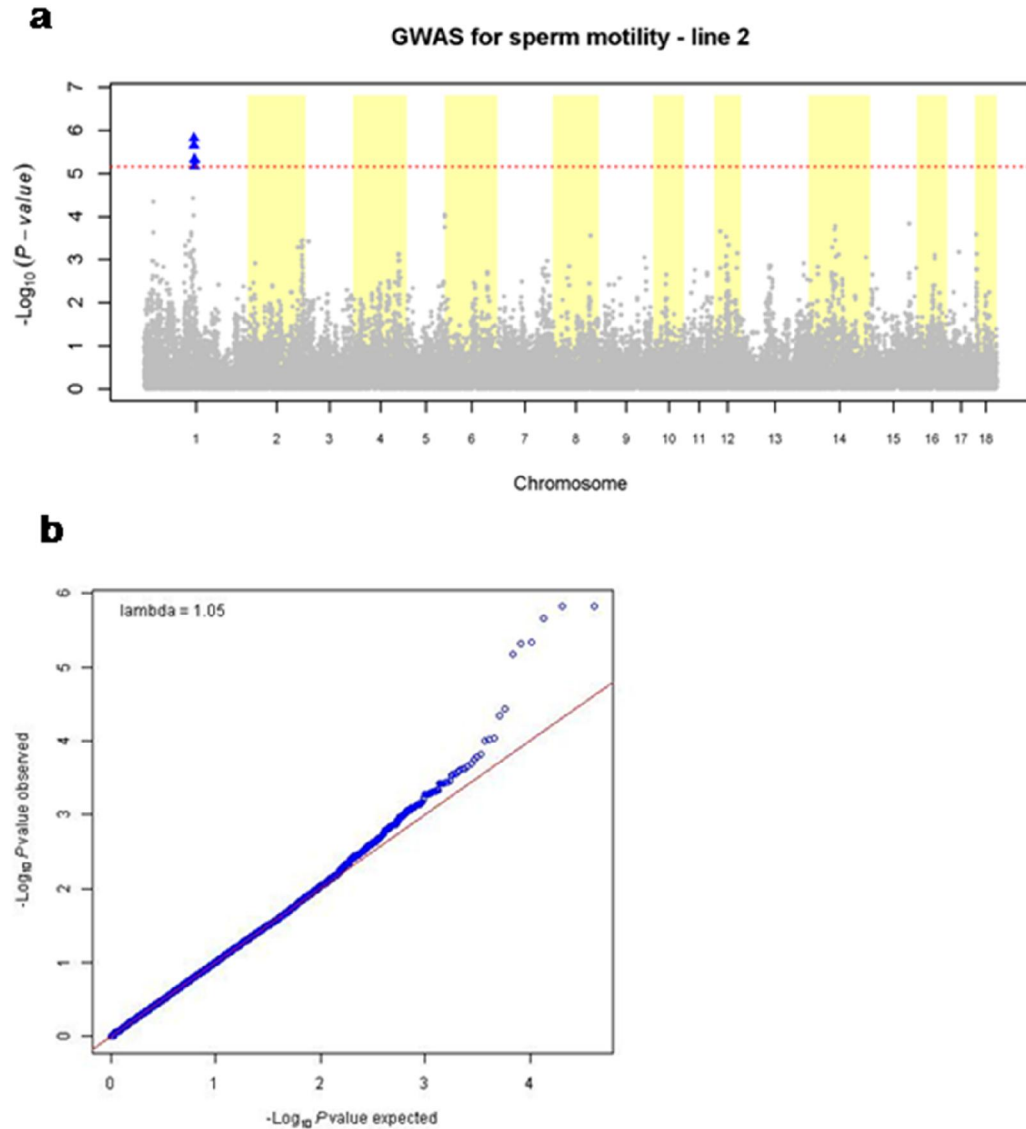 a
GWAS for sperm motility - line 2
7
6
5
4
3
2
1
0
-Log10(P-value)
1 2 3 4 5 6 7 8 9 10 11 12 13 14 15 16 17 18
Chromosome
b
lambda = 1.05
6
5
4
3
2
1
0
-Log10 Pvalue observed
0 1 2 3 4
-Log10 Pvalue expected